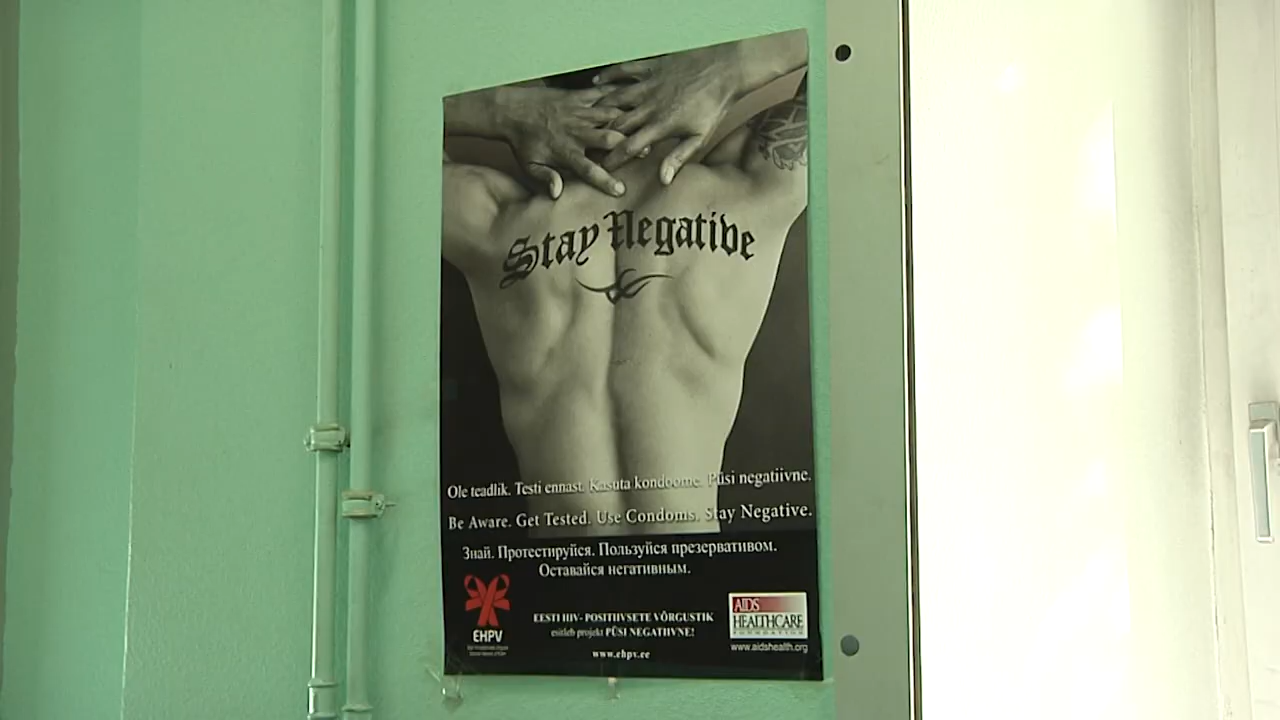 Stay Negative
Ole teadlik. Testi ennast. Kasuta kondoome. Püsi negatiivne.
Be Aware. Get Tested. Use Condoms. Stay Negative.
Знай. Протестируйся. Пользуйся презервативом.
Оставайся негативным.
EHPV
EESTI HIV- POSITIIVSETE VÕRGUSTIK
esitleb projekt PÜSI NEGATIIVNE!
www.ehpv.ee
AIDS
HEALTHCARE
FOUNDATION
www.aidshealth.org